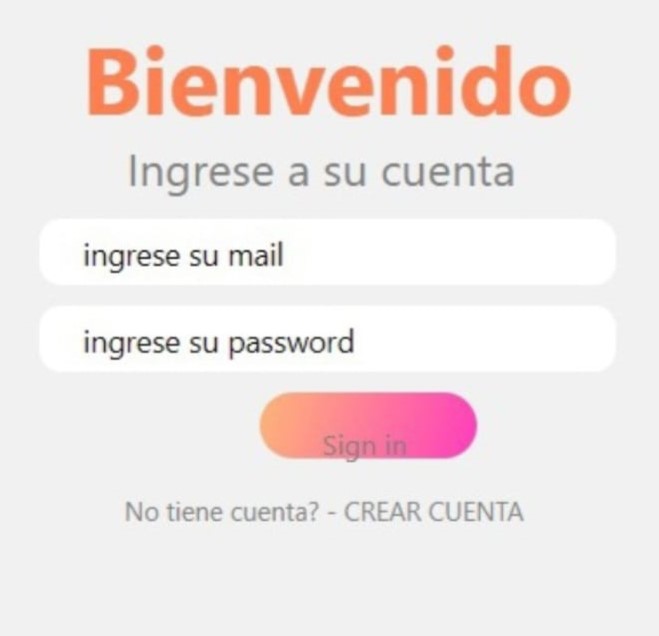 Bienvenido
Ingrese a su cuenta
ingrese su mail
ingrese su password
Sign in
No tiene cuenta? - CREAR CUENTA